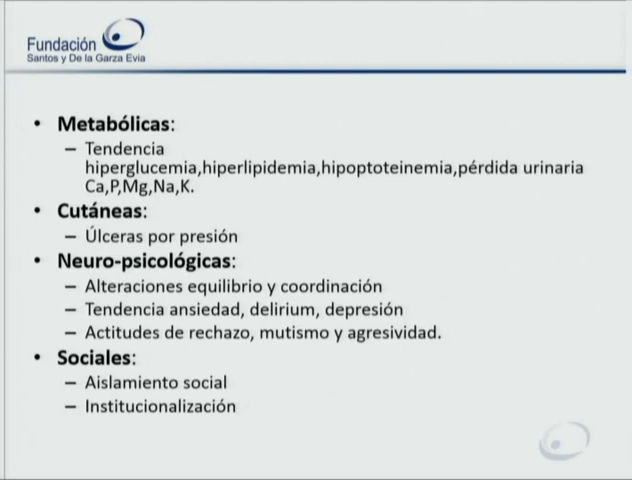 Fundación
Santos y De la Garza Evia
• Metabólicas:
– Tendencia
hiperglucemia,hiperlipidemia,hipoptoteinemia,pérdida urinaria
Ca,P,Mg,Na,K.
• Cutáneas:
– Úlceras por presión
• Neuro-psicológicas:
– Alteraciones equilibrio y coordinación
– Tendencia ansiedad, delirium, depresión
– Actitudes de rechazo, mutismo y agresividad.
• Sociales:
– Aislamiento social
– Institucionalización